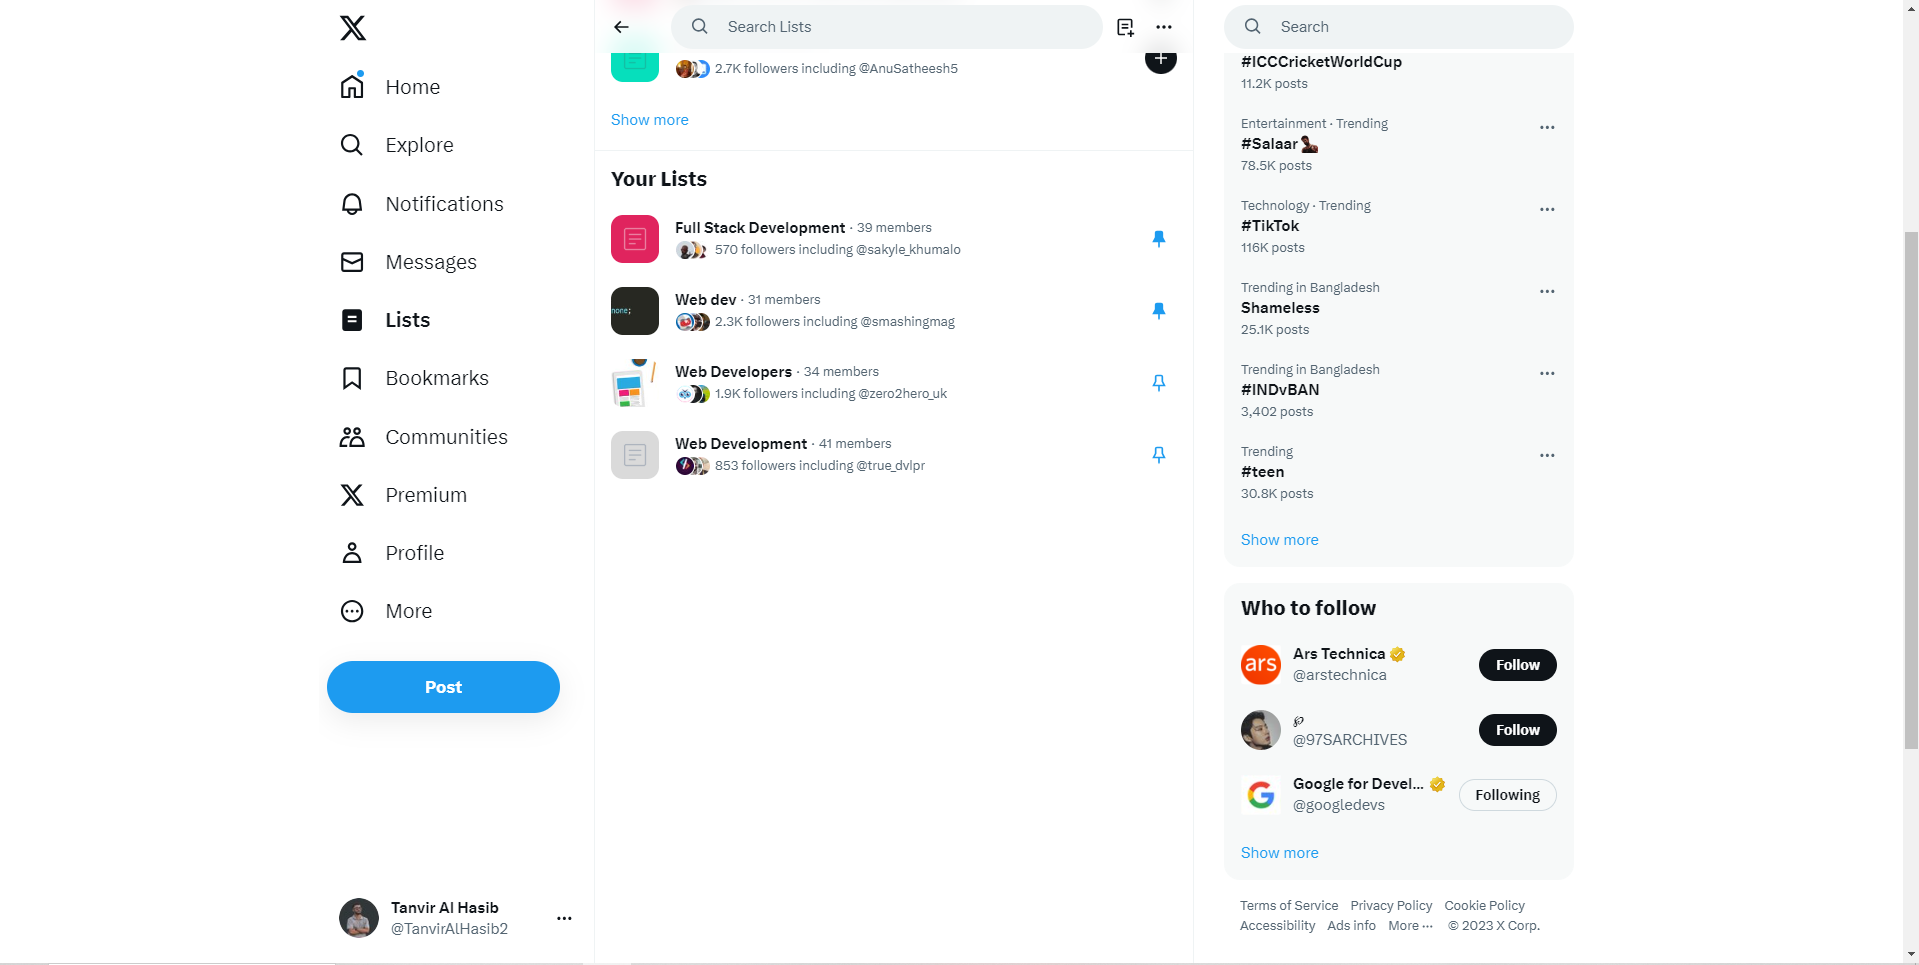 Home
Explore
Notifications
Messages
Lists
Bookmarks
Communities
Premium
Profile
More
Post
Tanvir Al Hasib
@TanvirAlHasib2
Search Lists
2.7K followers including @AnuSatheesh5
Show more
Your Lists
Full Stack Development · 39 members
570 followers including @sakyle_khumalo
none;
Web dev · 31 members
2.3K followers including @smashingmag
Web Developers · 34 members
1.9K followers including @zero2hero_uk
Web Development · 41 members
853 followers including @true_dvlpr
Search
#ICCCricketWorldCup
11.2K posts
Entertainment · Trending
#Salaar
78.5K posts
Technology · Trending
#TikTok
116K posts
Trending in Bangladesh
Shameless
25.1K posts
Trending in Bangladesh
#INDvBAN
3,402 posts
Trending
#teen
30.8K posts
Show more
Who to follow
ars
Ars Technica
@arstechnica
Follow
℘
@97SARCHIVES
Follow
Google for Devel...
@googledevs
Following
Show more
Terms of Service Privacy Policy Cookie Policy
Accessibility Ads info More ··· © 2023 X Corp.